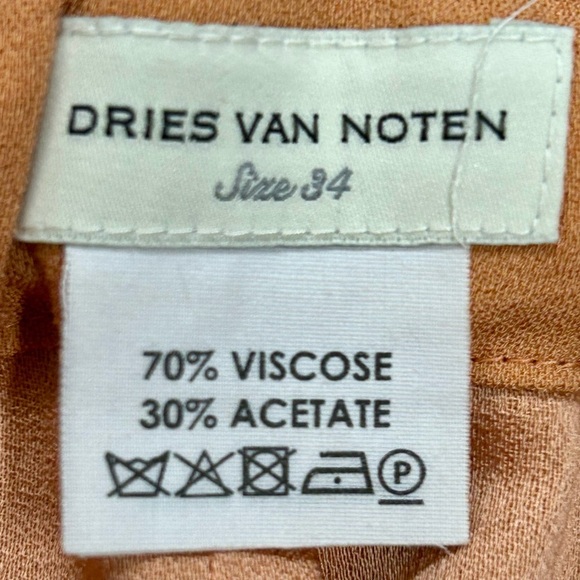 DRIES VAN NOTEN
Size 34
70% VISCOSE
30% ACETATE
P